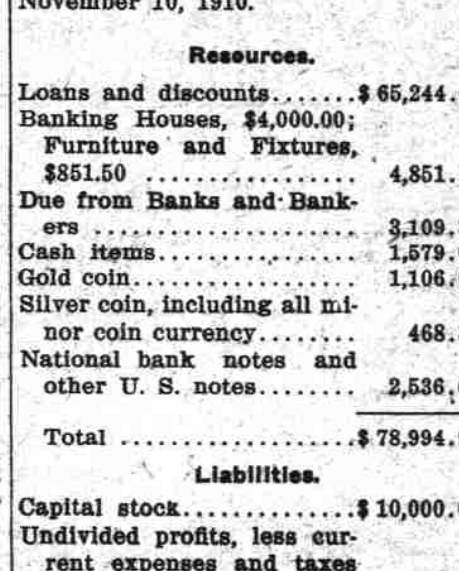 November 10, 1910.
Resources.
Loans and discounts.......$ 65,244.
Banking Houses, $4,000.00;
Furniture and Fixtures,
$851.50 ................. 4,851.
Due from Banks and Bank-
ers ..................... 3,109.
Cash items................ 1,579.
Gold coin.................. 1,106.
Silver coin, including all mi-
nor coin currency........ 468.
National bank notes and
other U. S. notes........ 2,536.
Total ...................$ 78,994.
Liabilities.
Capital stock..............$ 10,000.
Undivided profits, less cur-
rent expenses and taxes